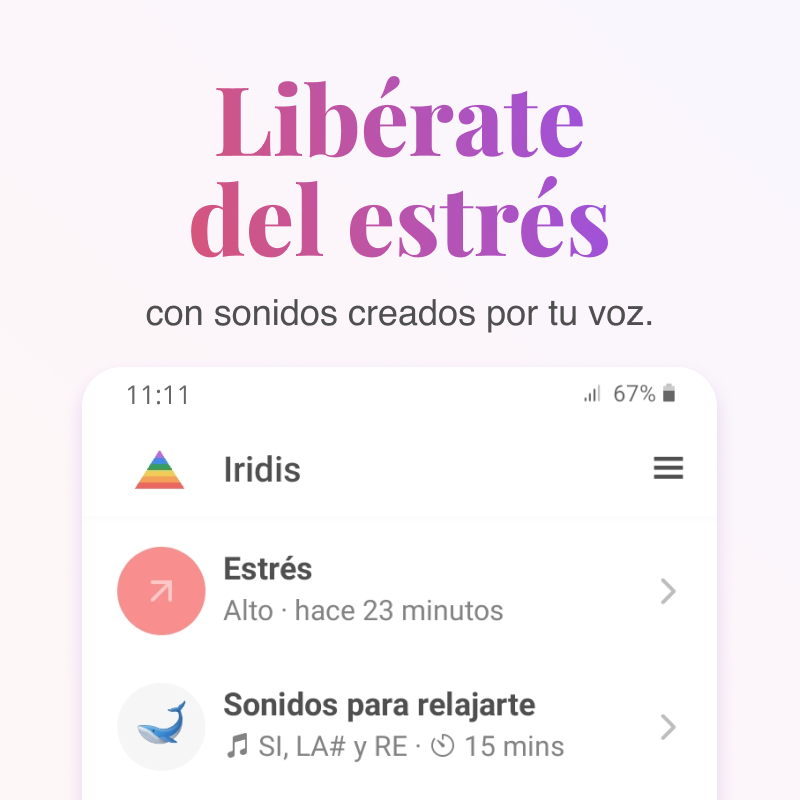 Libérate
del estrés
con sonidos creados por tu voz.
11:11 67%
Iridis
Estrés
Alto · hace 23 minutos
Sonidos para relajarte
SI, LA# y RE · 15 mins